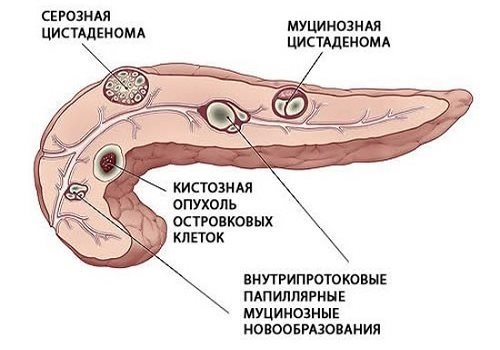 СЕРОЗНАЯ
ЦИСТАДЕНОМА
МУЦИНОЗНАЯ
ЦИСТАДЕНОМА
КИСТОЗНАЯ
ОПУХОЛЬ
ОСТРОВКОВЫХ
КЛЕТОК
ВНУТРИПРОТОКОВЫЕ
ПАПИЛЛЯРНЫЕ
МУЦИНОЗНЫЕ
НОВООБРАЗОВАНИЯ